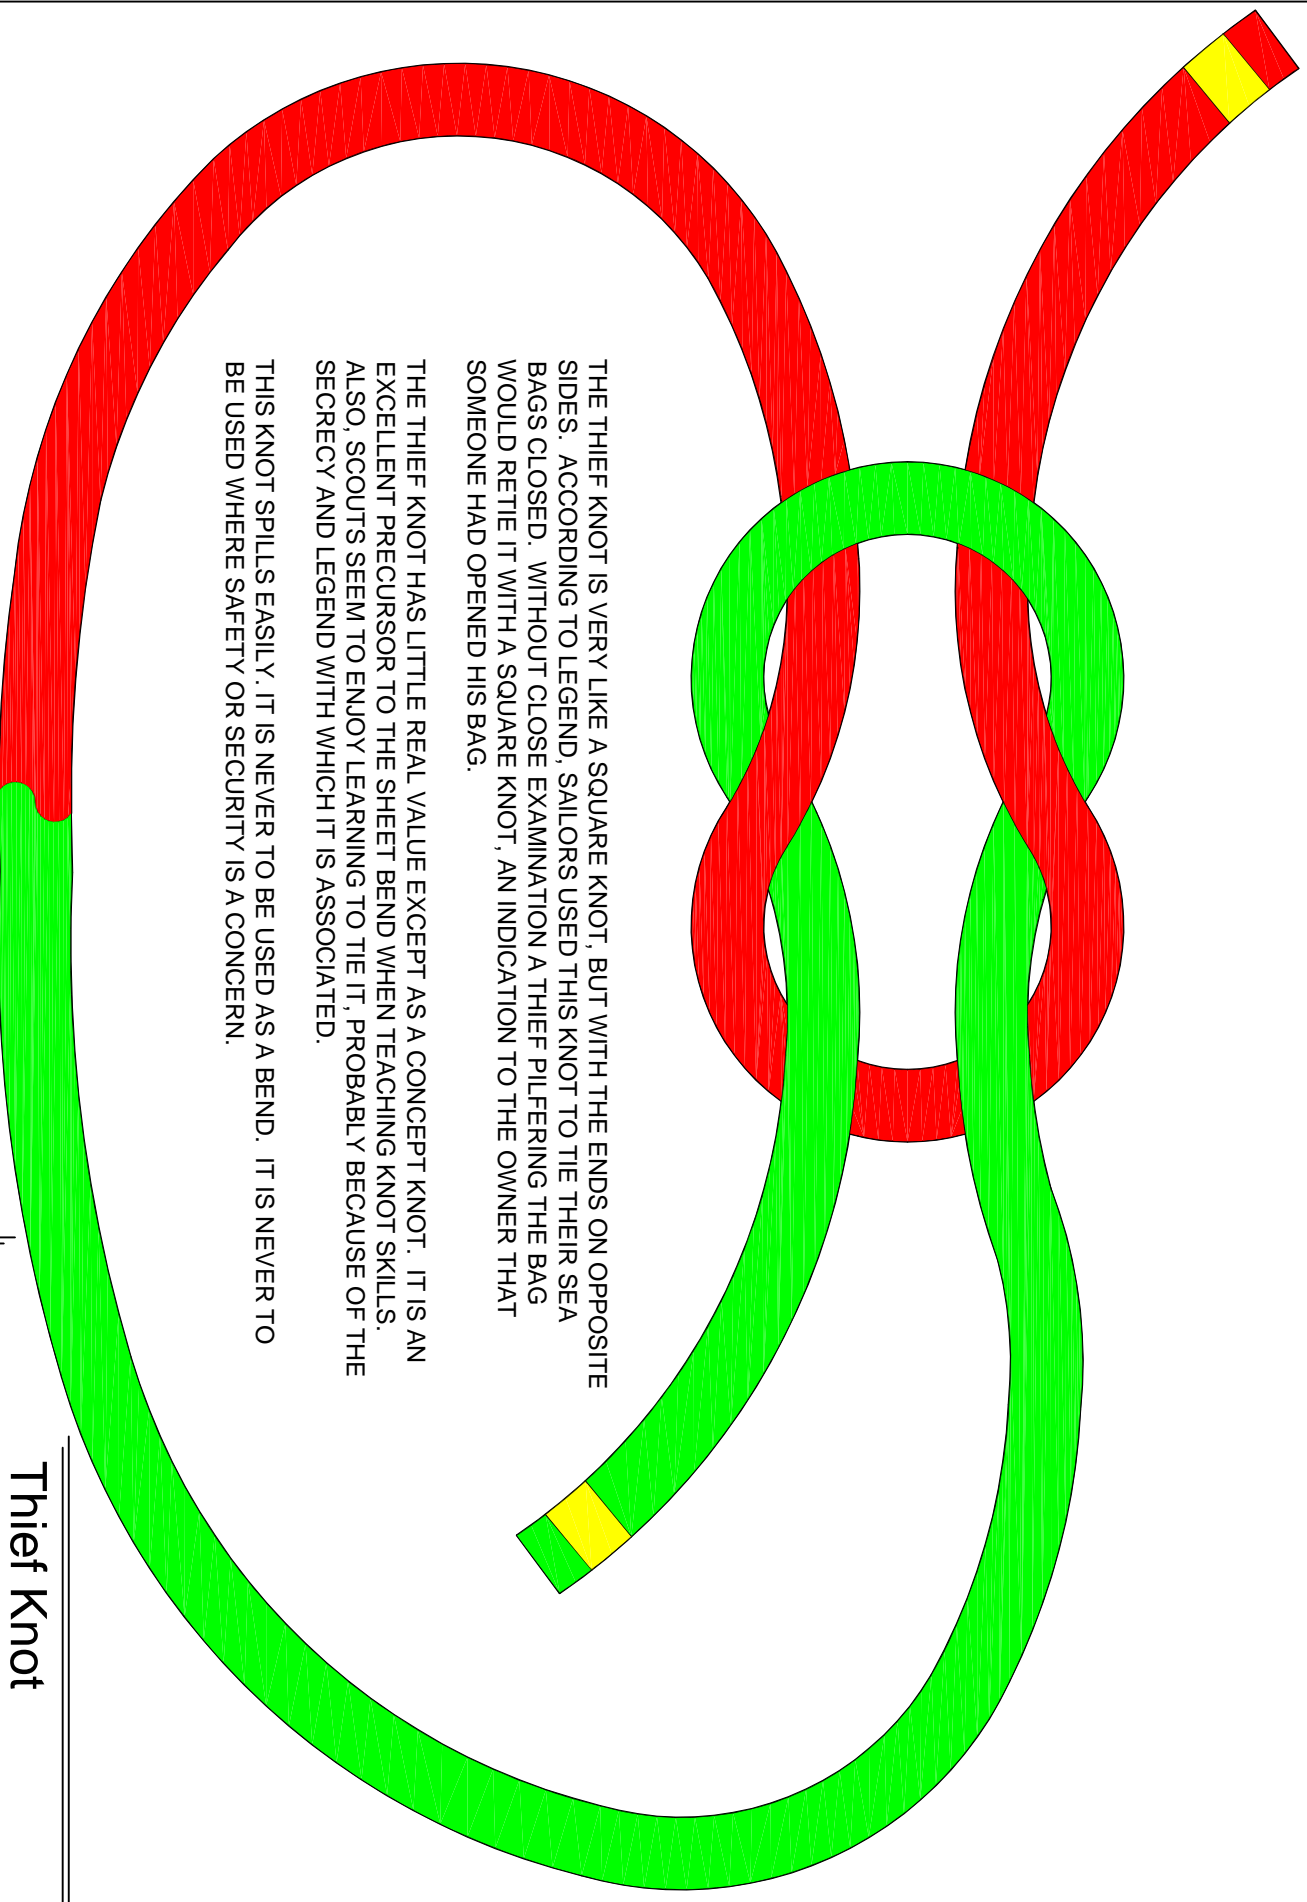 THE THIEF KNOT IS VERY LIKE A SQUARE KNOT, BUT WITH THE ENDS ON OPPOSITE
SIDES.  ACCORDING TO LEGEND, SAILORS USED THIS KNOT TO TIE THEIR SEA
BAGS CLOSED.  WITHOUT CLOSE EXAMINATION A THIEF PILFERING THE BAG
WOULD RETIE IT WITH A SQUARE KNOT, AN INDICATION TO THE OWNER THAT
SOMEONE HAD OPENED HIS BAG.
THE THIEF KNOT HAS LITTLE REAL VALUE EXCEPT AS A CONCEPT KNOT.  IT IS AN
EXCELLENT PRECURSOR TO THE SHEET BEND WHEN TEACHING KNOT SKILLS.
ALSO, SCOUTS SEEM TO ENJOY LEARNING TO TIE IT, PROBABLY BECAUSE OF THE
SECRECY AND LEGEND WITH WHICH IT IS ASSOCIATED.
THIS KNOT SPILLS EASILY. IT IS NEVER TO BE USED AS A BEND.  IT IS NEVER TO
BE USED WHERE SAFETY OR SECURITY IS A CONCERN.
Thief Knot